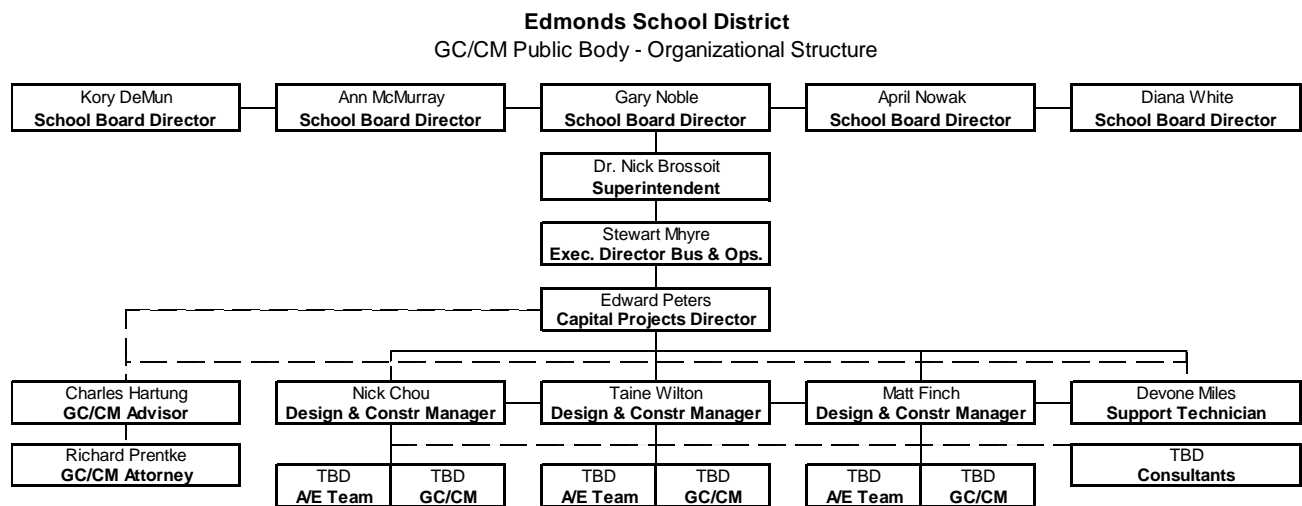 Edmonds School District
GC/CM Public Body - Organizational Structure
Kory DeMun
School Board Director
Ann McMurray
School Board Director
Gary Noble
School Board Director
April Nowak
School Board Director
Diana White
School Board Director
Dr. Nick Brossoit
Superintendent
Stewart Mhyre
Exec. Director Bus & Ops.
Edward Peters
Capital Projects Director
Charles Hartung
GC/CM Advisor
Nick Chou
Design & Constr Manager
Taine Wilton
Design & Constr Manager
Matt Finch
Design & Constr Manager
Devone Miles
Support Technician
Richard Prentke
GC/CM Attorney
TBD
Consultants
TBD
A/E Team
TBD
GC/CM
TBD
A/E Team
TBD
GC/CM
TBD
A/E Team
TBD
GC/CM